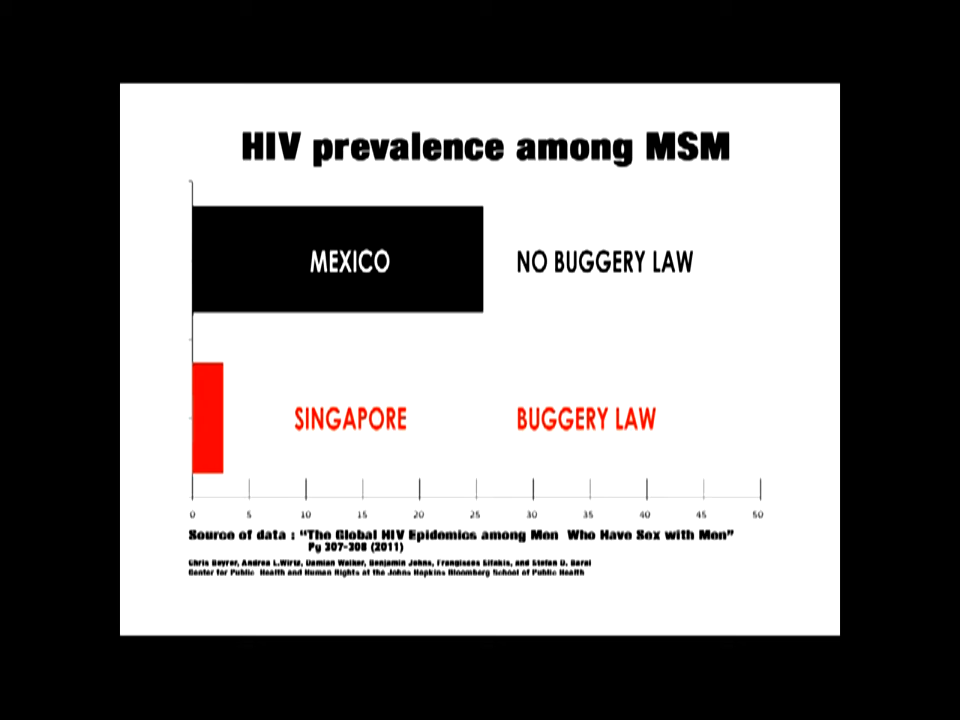 HIV prevalence among MSM
MEXICO NO BUGGERY LAW
SINGAPORE BUGGERY LAW
0 5 10 15 20 25 30 35 40 45 50
Source of data : "The Global HIV Epidemics among Men Who Have Sex with Men"
Pg 307-308 (2011)
Chris Beyrer, Andrea L.Wirtz, Damian Walker, Benjamin Johns, Frangiscos Sifakis, and Stefan D. Baral
Center for Public Health and Human Rights at the Johns Hopkins Bloomberg School of Public Health